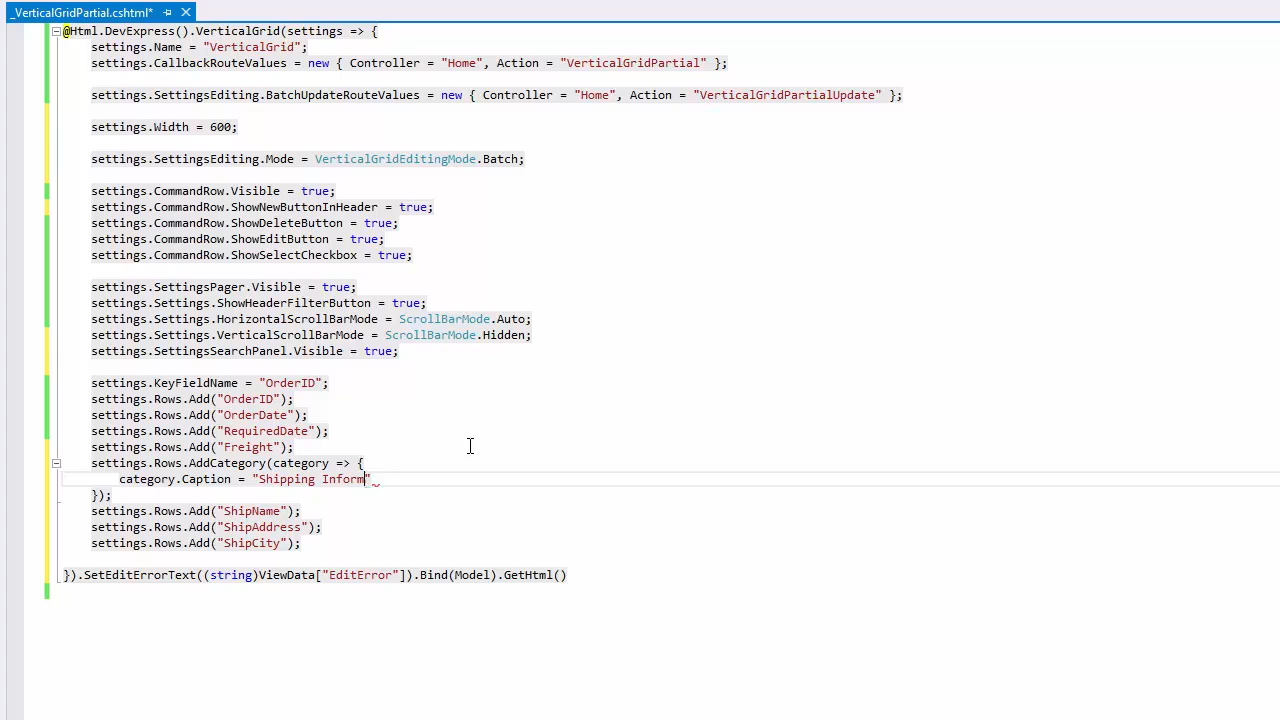 _VerticalGridPartial.cshtml*
@Html.DevExpress().VerticalGrid(settings => {
settings.Name = "VerticalGrid";
settings.CallbackRouteValues = new { Controller = "Home", Action = "VerticalGridPartial" };
settings.SettingsEditing.BatchUpdateRouteValues = new { Controller = "Home", Action = "VerticalGridPartialUpdate" };
settings.Width = 600;
settings.SettingsEditing.Mode = VerticalGridEditingMode.Batch;
settings.CommandRow.Visible = true;
settings.CommandRow.ShowNewButtonInHeader = true;
settings.CommandRow.ShowDeleteButton = true;
settings.CommandRow.ShowEditButton = true;
settings.CommandRow.ShowSelectCheckbox = true;
settings.SettingsPager.Visible = true;
settings.Settings.ShowHeaderFilterButton = true;
settings.Settings.HorizontalScrollBarMode = ScrollBarMode.Auto;
settings.Settings.VerticalScrollBarMode = ScrollBarMode.Hidden;
settings.SettingsSearchPanel.Visible = true;
settings.KeyFieldName = "OrderID";
settings.Rows.Add("OrderID");
settings.Rows.Add("OrderDate");
settings.Rows.Add("RequiredDate");
settings.Rows.Add("Freight");
settings.Rows.AddCategory(category => {
category.Caption = "Shipping Inform"
});
settings.Rows.Add("ShipName");
settings.Rows.Add("ShipAddress");
settings.Rows.Add("ShipCity");
}).SetEditErrorText((string)ViewData["EditError"]).Bind(Model).GetHtml()